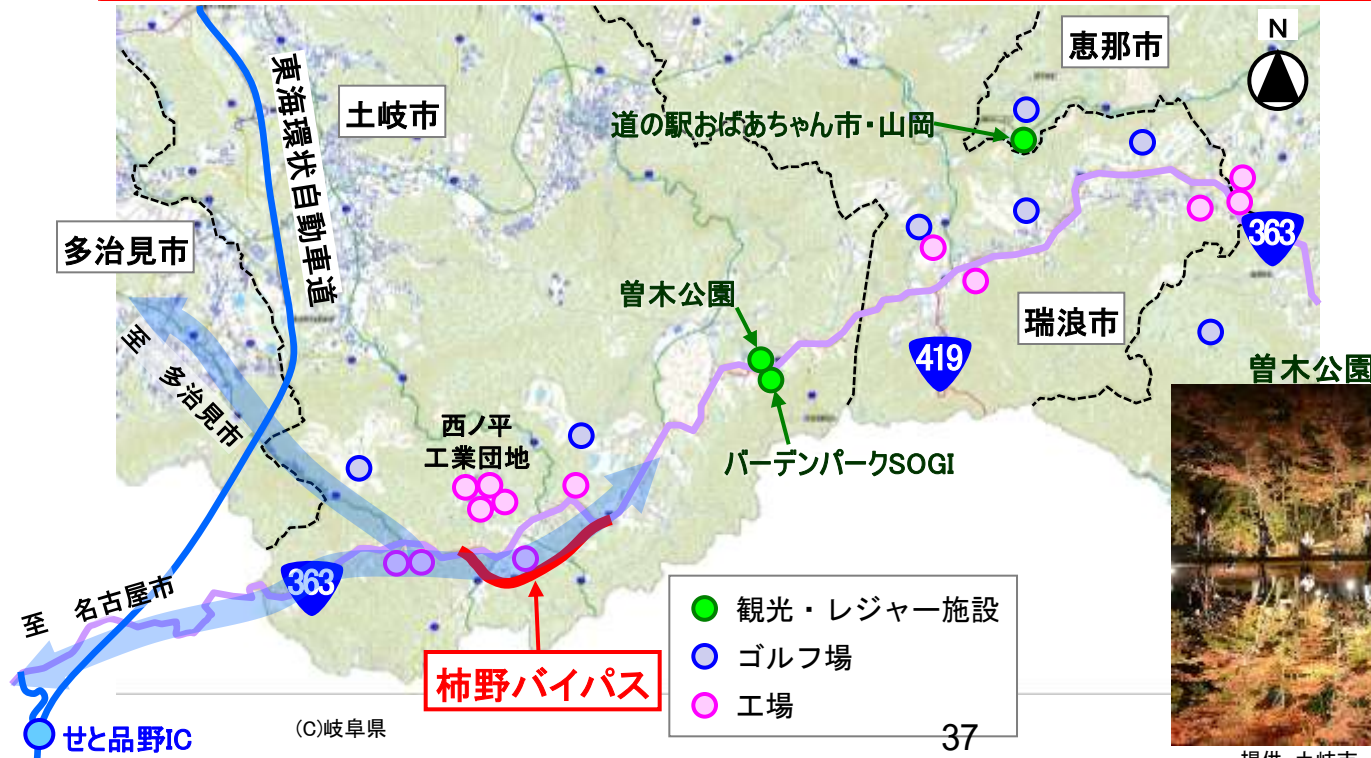 N
恵那市
東海環状自動車道
土岐市
道の駅おばあちゃん市・山岡
多治見市
363
曽木公園
瑞浪市
419
至 多治見市
曽木公園
西ノ平
工業団地
バーデンパークSOGI
363
至 名古屋市
観光・レジャー施設
ゴルフ場
工場
柿野バイパス
(C)岐阜県
37
せと品野IC